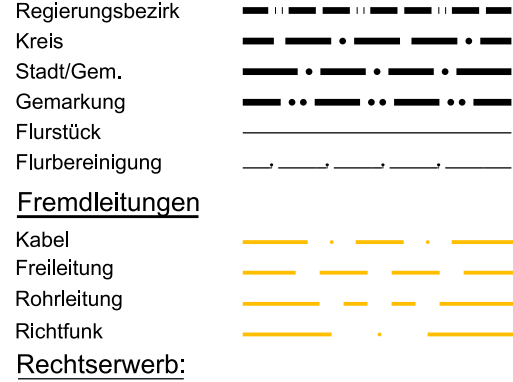 Regierungsbezirk
Kreis
Stadt/Gem.
Gemarkung
Flurstück
Flurbereinigung
Fremdleitungen
Kabel
Freileitung
Rohrleitung
Richtfunk
Rechtserwerb: